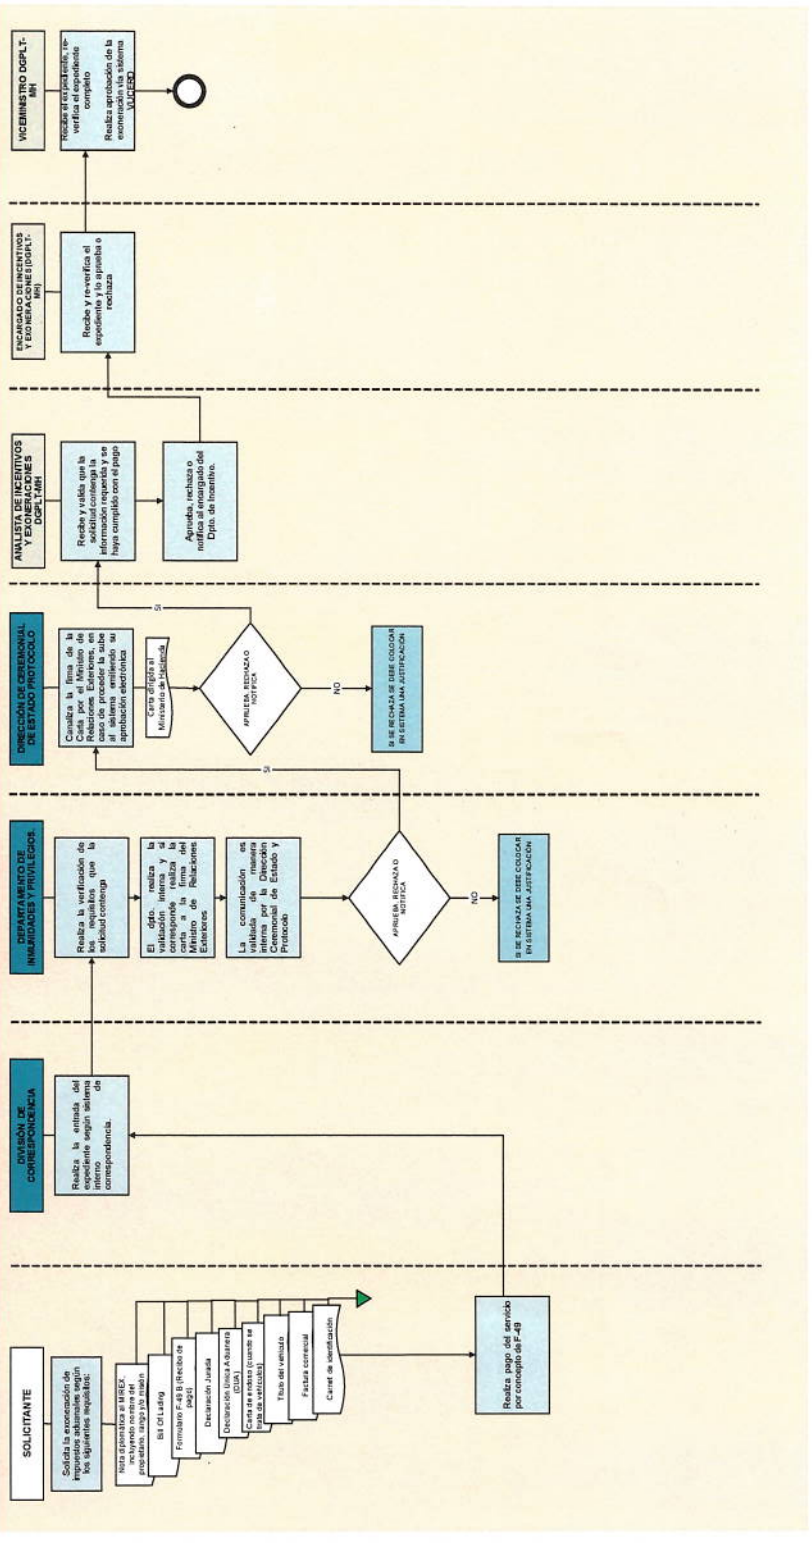 SOLICITANTE
Solicita la exoneración de
impuestos aduanales según
los siguientes requisitos:
Nota diplomática al MIREX,
incluyendo nombre del
propietario, rango y/o misión
Bill Of Lading
Formulario F-49 B (Recibo de
pago)
Declaración Jurada
Declaración Única Aduanera
(DUA)
Carta de endoso (cuando se
trata de vehículos)
Título del vehículo
Factura comercial
Carnet de identificación
Realiza pago del servicio
por concepto de F-49
DIVISIÓN DE
CORRESPONDENCIA
Realiza la entrada del
expediente según sistema
interno de
correspondencia.
DEPARTAMENTO DE
INMUNIDADES Y PRIVILEGIOS.
Realiza la verificación de
los requisitos que la
solicitud contenga
El dpto. realiza la
validación interna y si
corresponde realiza la
carta a la firma del
Ministro de Relaciones
Exteriores
La comunicación es
validada de manera
interna por la Dirección
Ceremonial de Estado y
Protocolo
APRUEBA, RECHAZA O
NOTIFICA
SI
NO
SI SE RECHAZA SE DEBE COLOCAR
EN SISTEMA UNA JUSTIFICACIÓN
DIRECCIÓN DE CEREMONIAL
DE ESTADO PROTOCOLO
Canaliza la firma de la
Carta por el Ministro de
Relaciones Exteriores, en
caso de proceder la sube
al sistema emitiendo su
aprobación electrónica
Carta dirigida al
Ministerio de Hacienda
APRUEBA, RECHAZA O
NOTIFICA
SI
NO
SI SE RECHAZA SE DEBE COLOCAR
EN SISTEMA UNA JUSTIFICACIÓN
ANALISTA DE INCENTIVOS
Y EXONERACIONES
DGPLT-MH
Recibe y valida que la
solicitud contenga la
información requerida y se
haya cumplido con el pago
Aprueba, rechaza o
notifica al encargado del
Dpto. de Incentivo.
ENCARGADO DE INCENTIVOS
Y EXONERACIONES (DGPLT-
MH)
Recibe y re-verifica el
expediente y lo aprueba o
rechaza
VICEMINISTRO DGPLT-
MH
Recibe el expediente, re-
verifica el expediente
completo
Realiza aprobación de la
exoneración vía sistema
VUCERD